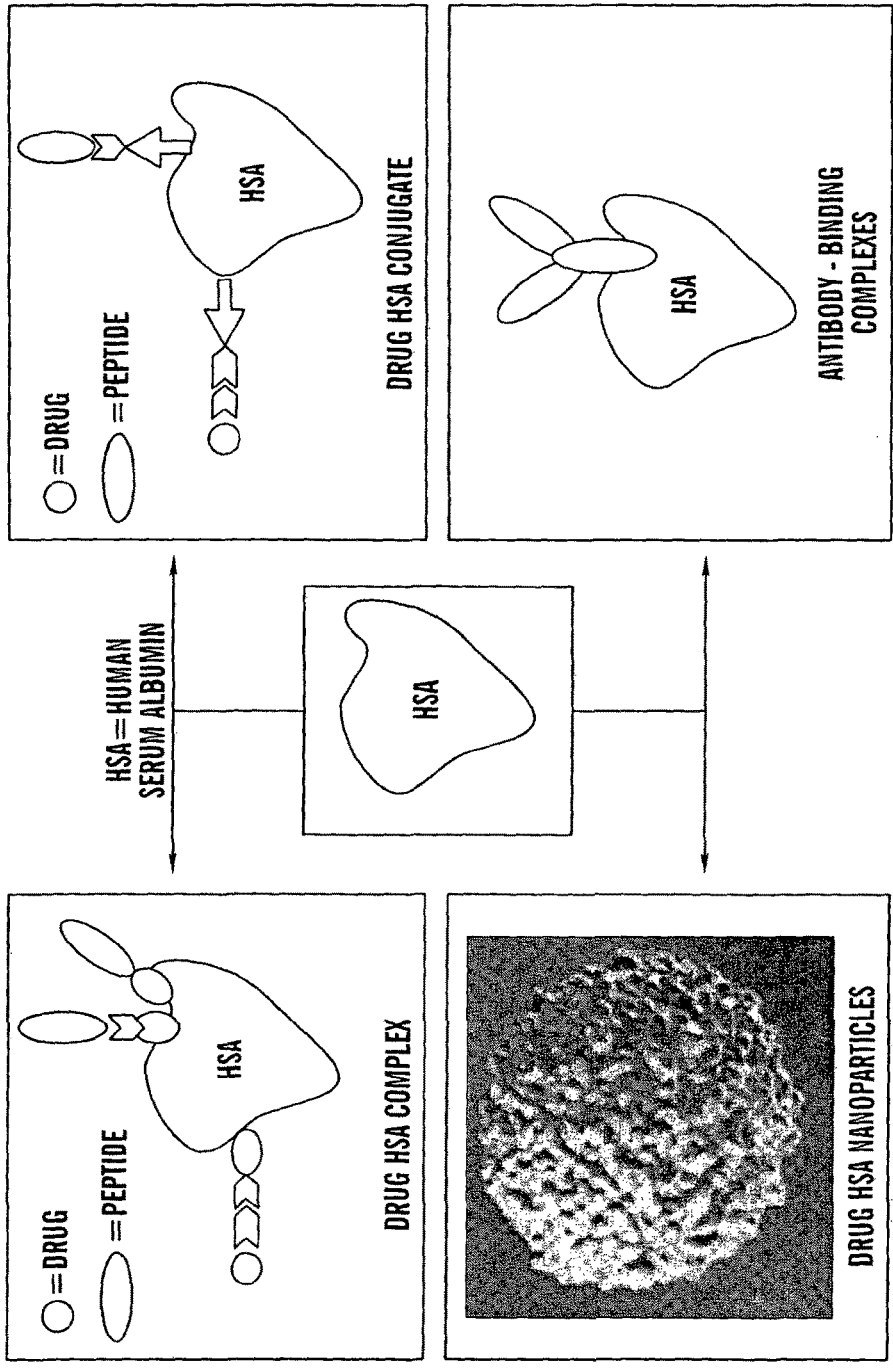 ○=DRUG
=PEPTIDE
HSA
DRUG HSA COMPLEX
HSA=HUMAN
SERUM ALBUMIN
HSA
○=DRUG
=PEPTIDE
HSA
DRUG HSA CONJUGATE
DRUG HSA NANOPARTICLES
HSA
ANTIBODY - BINDING
COMPLEXES